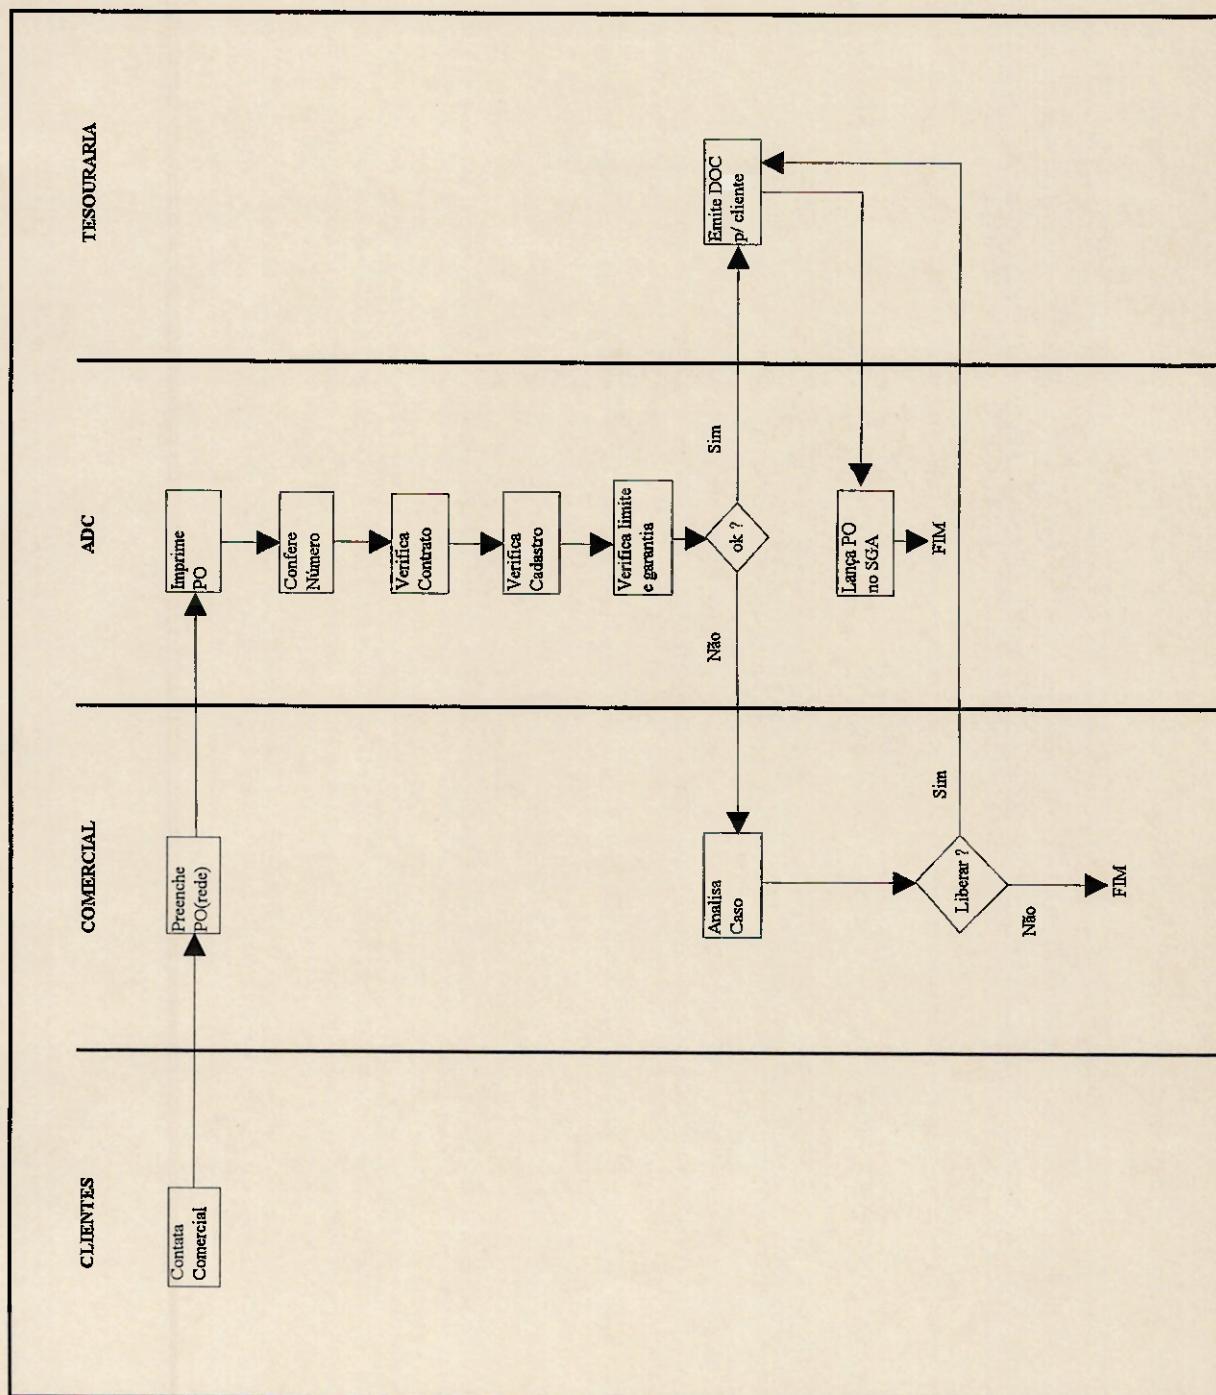 CLIENTES
COMERCIAL
ADC
TESOURARIA
Contata
Comercial
Preenche
PO(rede)
Imprime
PO
Confere
Número
Verifica
Contrato
Verifica
Cadastro
Verifica limite
e garantia
ok ?
Não
Sim
Analisa
Caso
Emite DOC
p/ cliente
Lança PO
no SGA
FIM
Liberar ?
Sim
Não
FIM